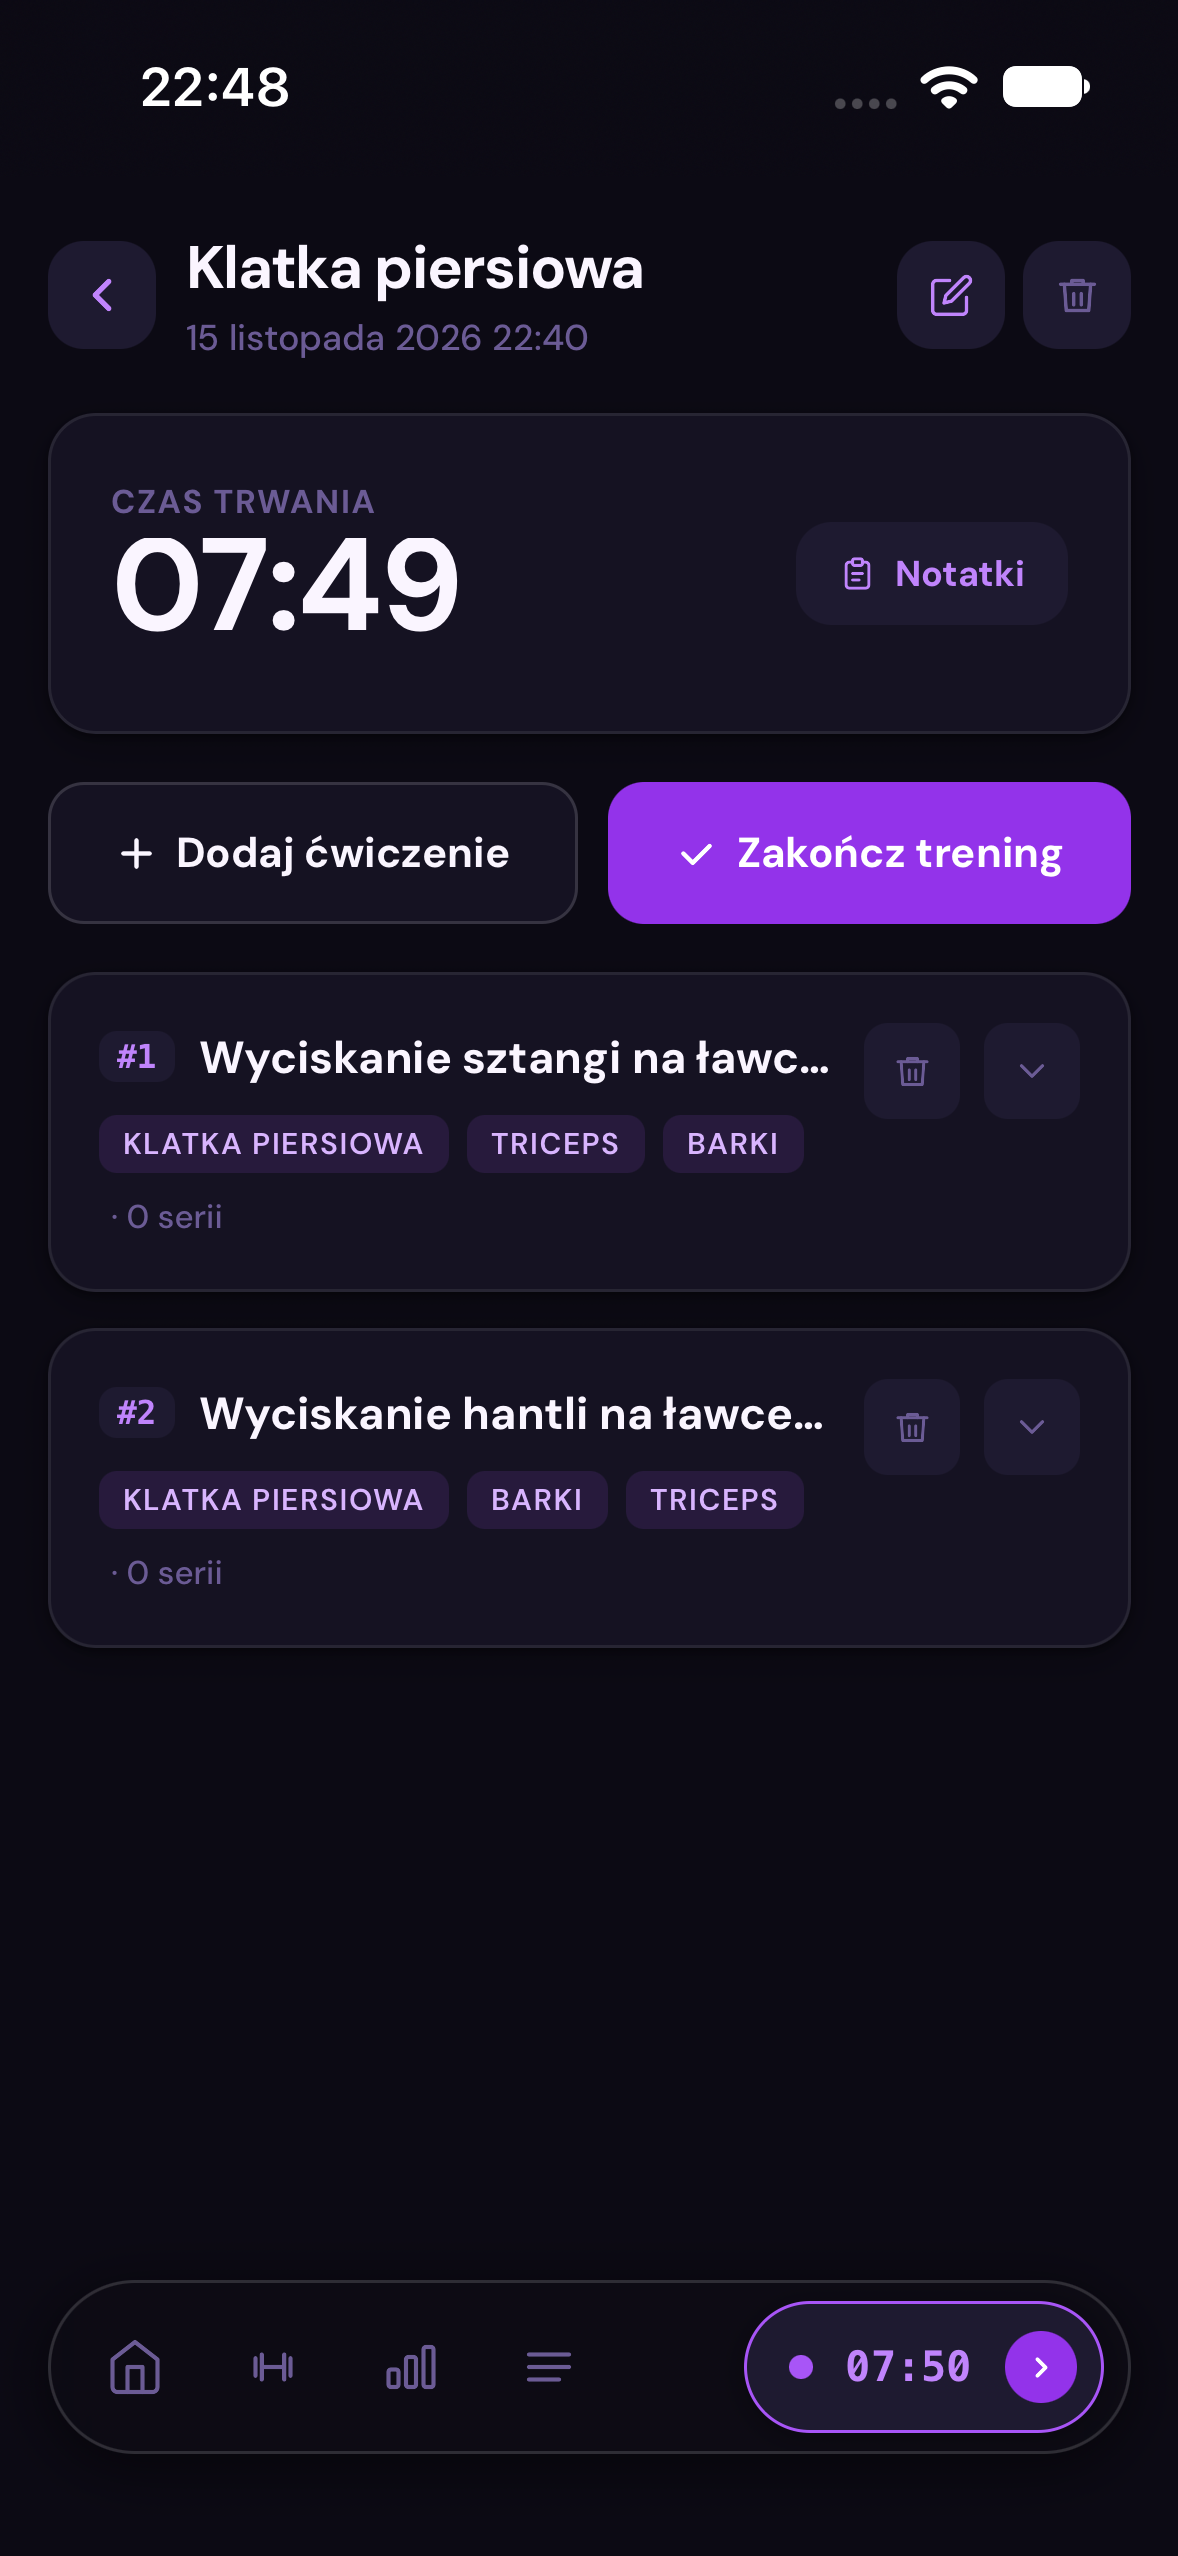 22:48
Klatka piersiowa
15 listopada 2026 22:40
CZAS TRWANIA
07:49
Notatki
Dodaj ćwiczenie
Zakończ trening
#1 Wyciskanie sztangi na ławc...
KLATKA PIERSIOWA TRICEPS BARKI
· 0 serii
#2 Wyciskanie hantli na ławce...
KLATKA PIERSIOWA BARKI TRICEPS
· 0 serii
07:50